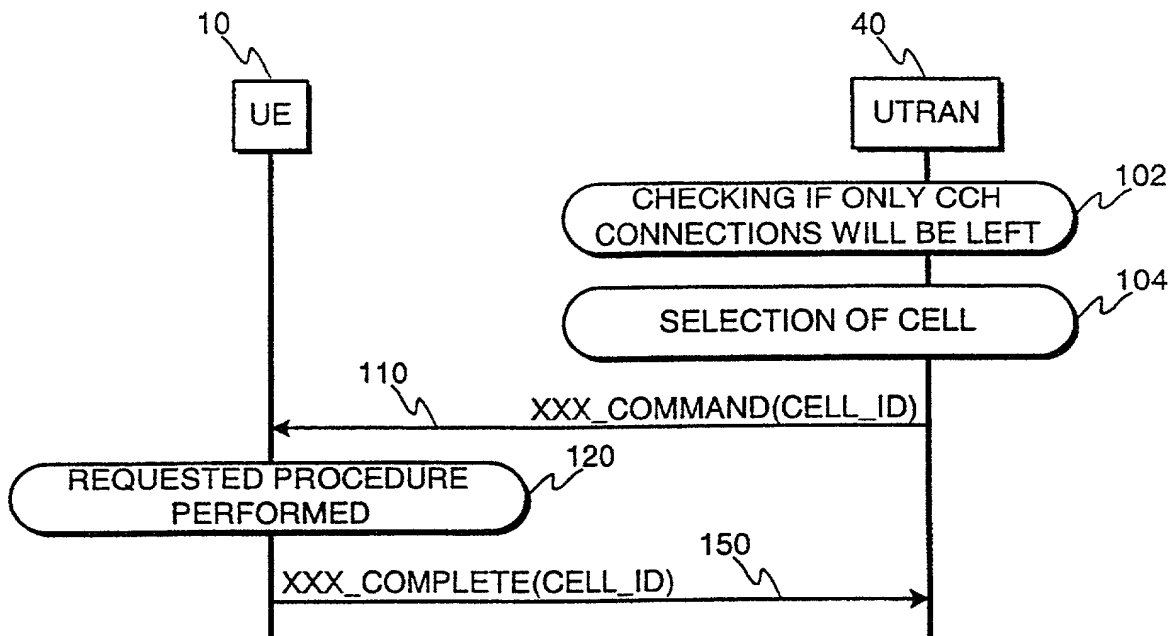 10
40
UE
UTRAN
102
CHECKING IF ONLY CCH
CONNECTIONS WILL BE LEFT
104
SELECTION OF CELL
110
XXX_COMMAND(CELL_ID)
120
REQUESTED PROCEDURE
PERFORMED
150
XXX_COMPLETE(CELL_ID)